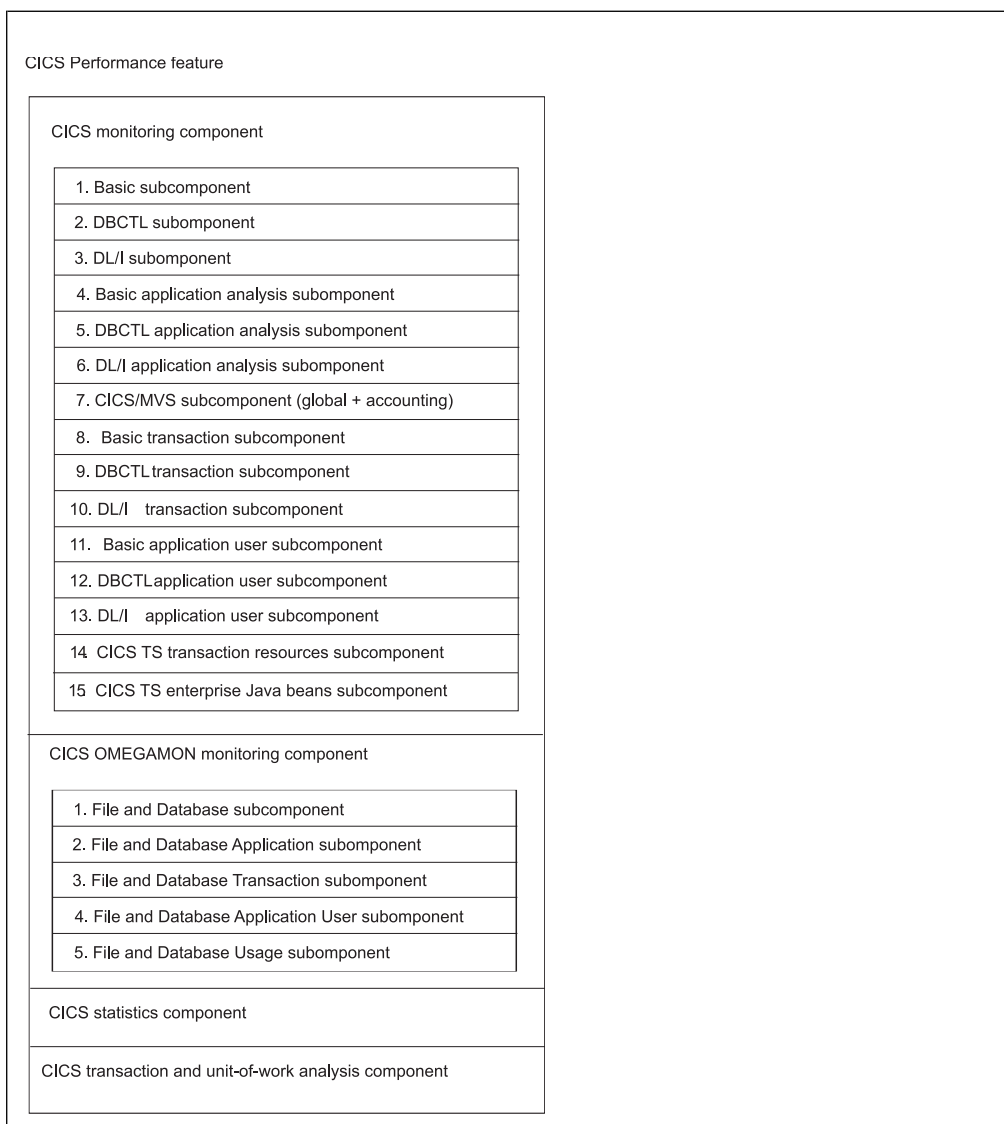 CICS Performance feature
CICS monitoring component
1. Basic subcomponent
2. DBCTL subomponent
3. DL/I subomponent
4. Basic application analysis subomponent
5. DBCTL application analysis subomponent
6. DL/I application analysis subomponent
7. CICS/MVS subcomponent (global + accounting)
8. Basic transaction subcomponent
9. DBCTL transaction subcomponent
10. DL/I transaction subcomponent
11. Basic application user subcomponent
12. DBCTL application user subcomponent
13. DL/I application user subcomponent
14 CICS TS transaction resources subcomponent
15 CICS TS enterprise Java beans subcomponent
CICS OMEGAMON monitoring component
1. File and Database subcomponent
2. File and Database Application subomponent
3. File and Database Transaction subomponent
4. File and Database Application User subomponent
5. File and Database Usage subomponent
CICS statistics component
CICS transaction and unit-of-work analysis component